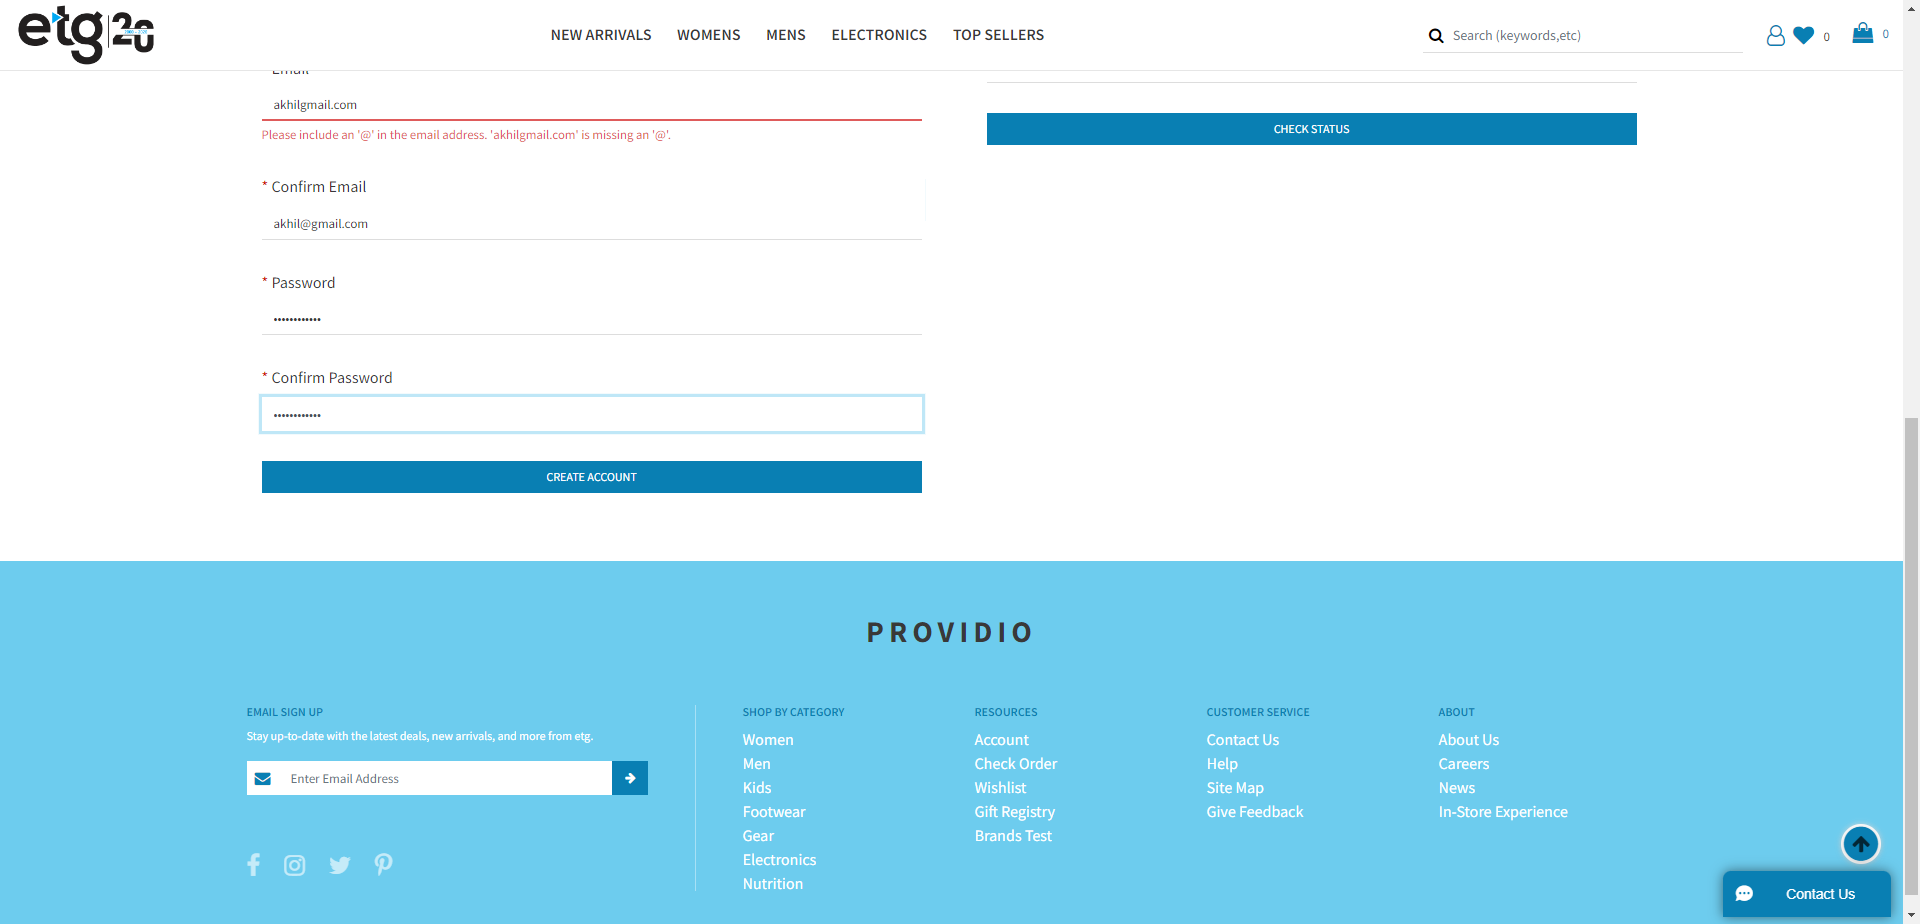 etg 20
NEW ARRIVALS WOMENS MENS ELECTRONICS TOP SELLERS
Search (keywords,etc)
0
0
Email
akhilgmail.com
Please include an '@' in the email address. 'akhilgmail.com' is missing an '@'.
* Confirm Email
akhil@gmail.com
* Password
••••••••••••
* Confirm Password
••••••••••••
CREATE ACCOUNT
CHECK STATUS
PROVIDIO
EMAIL SIGN UP
Stay up-to-date with the latest deals, new arrivals, and more from etg.
Enter Email Address
SHOP BY CATEGORY
Women
Men
Kids
Footwear
Gear
Electronics
Nutrition
RESOURCES
Account
Check Order
Wishlist
Gift Registry
Brands Test
CUSTOMER SERVICE
Contact Us
Help
Site Map
Give Feedback
ABOUT
About Us
Careers
News
In-Store Experience
Contact Us